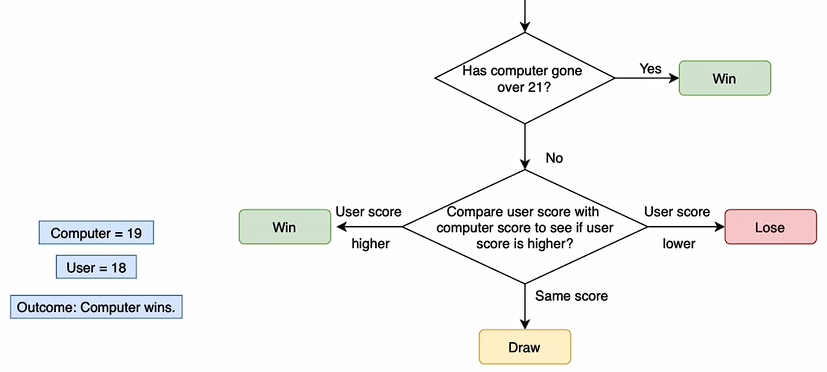 Has computer gone
over 21?
Yes
Win
No
Computer = 19
User = 18
Outcome: Computer wins.
Win
User score
higher
Compare user score with
computer score to see if user
score is higher?
User score
lower
Lose
Same score
Draw